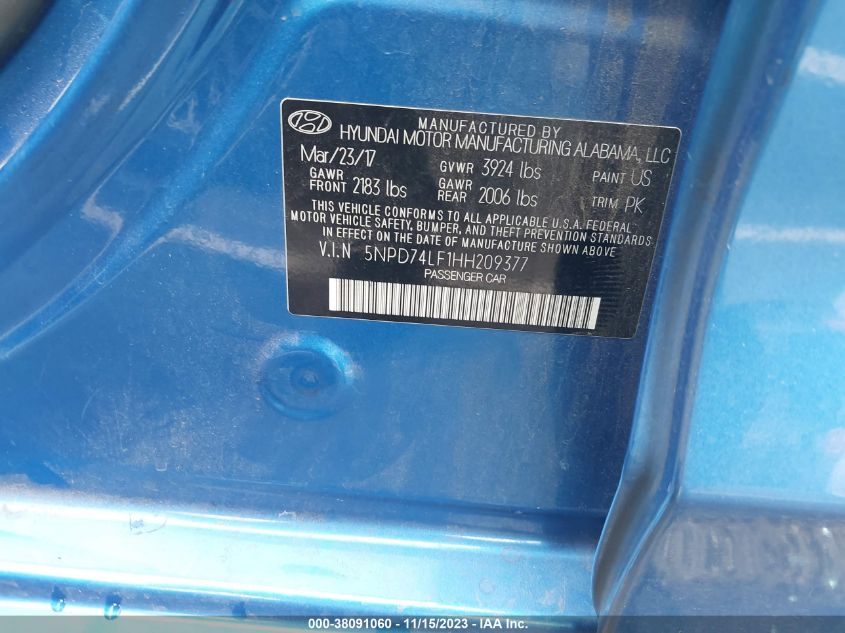 MANUFACTURED BY
HYUNDAI MOTOR MANUFACTURING ALABAMA, LLC
Mar/23/17 GVWR 3924 lbs PAINT US
GAWR FRONT 2183 lbs GAWR REAR 2006 lbs TRIM PK
THIS VEHICLE CONFORMS TO ALL APPLICABLE U.S.A. FEDERAL
MOTOR VEHICLE SAFETY, BUMPER, AND THEFT PREVENTION STANDARDS
IN EFFECT ON THE DATE OF MANUFACTURE SHOWN ABOVE
V.I.N 5NPD74LF1HH209377
PASSENGER CAR
000-38091060 - 11/15/2023 - IAA Inc.